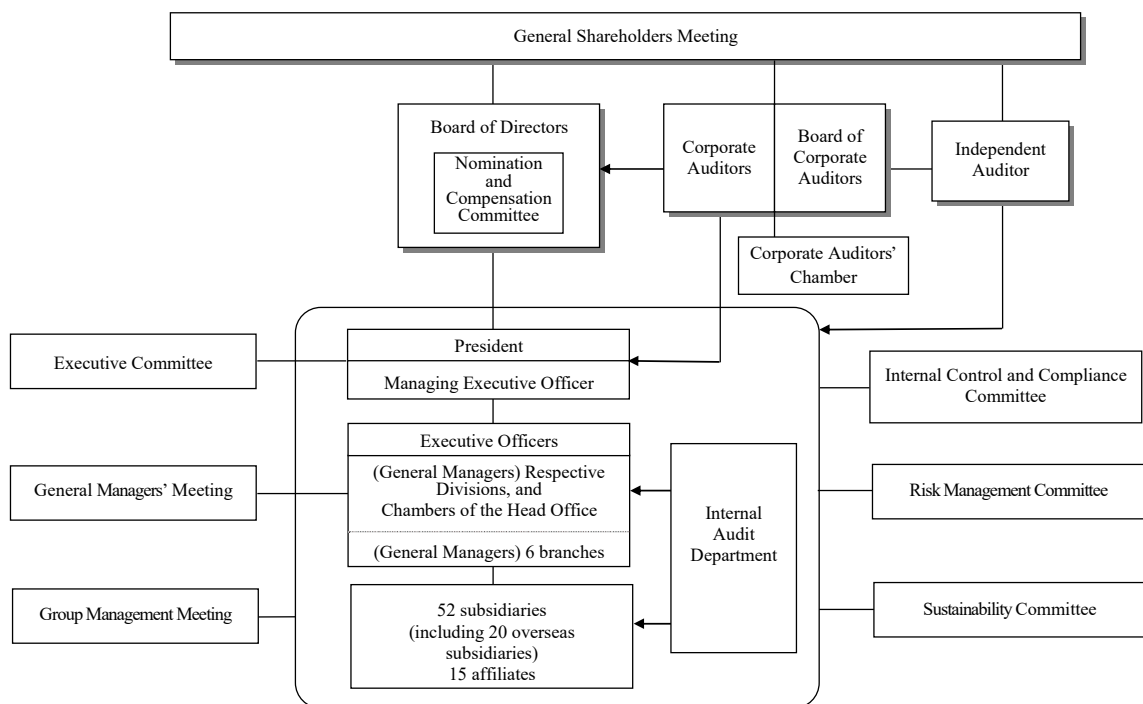 General Shareholders Meeting
Board of Directors
Nomination
and
Compensation
Committee
Corporate
Auditors
Board of
Corporate
Auditors
Independent
Auditor
Corporate Auditors’
Chamber
Executive Committee
President
Managing Executive Officer
Internal Control and Compliance
Committee
General Managers’ Meeting
Executive Officers
(General Managers) Respective
Divisions, and
Chambers of the Head Office
(General Managers) 6 branches
Internal
Audit
Department
Risk Management Committee
Group Management Meeting
52 subsidiaries
(including 20 overseas
subsidiaries)
15 affiliates
Sustainability Committee